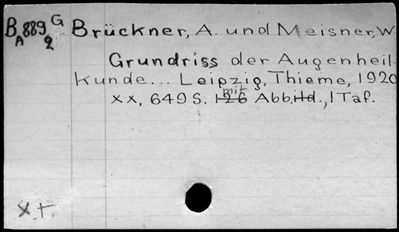 B 889 G Brückner, A. und Meisner, W
A 2
Grundriss der Augenheil-
Kunde... Leipzig, Thieme, 1920
xx, 649 S. mit 126 Abb. , 1 Taf.
x +